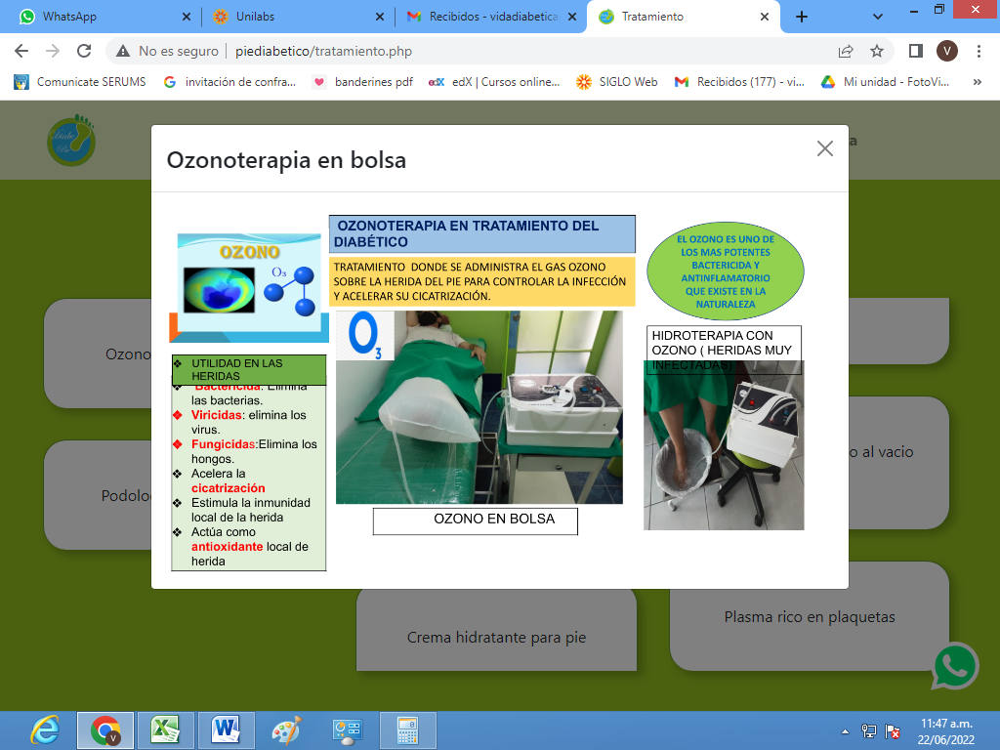 WhatsApp
Unilabs
Recibidos - vidadiabetica
Tratamiento
No es seguro
piediabetico/tratamiento.php
V
Comunicate SERUMS
invitación de confra...
banderines pdf
edX | Cursos online...
SIGLO Web
Recibidos (177) - vi...
Mi unidad - FotoVi...
»
Ozonoterapia en bolsa
OZONO
O₃
OZONOTERAPIA EN TRATAMIENTO DEL
DIABÉTICO
TRATAMIENTO DONDE SE ADMINISTRA EL GAS OZONO
SOBRE LA HERIDA DEL PIE PARA CONTROLAR LA INFECCIÓN
Y ACELERAR SU CICATRIZACIÓN.
EL OZONO ES UNO DE
LOS MAS POTENTES
BACTERICIDA Y
ANTINFLAMATORIO
QUE EXISTE EN LA
NATURALEZA
O3
HIDROTERAPIA CON
OZONO ( HERIDAS MUY
INFECTADAS)
❖ UTILIDAD EN LAS
HERIDAS
❖ Bactericida: Elimina
las bacterias.
❖ Viricidas: elimina los
virus.
❖ Fungicidas:Elimina los
hongos.
❖ Acelera la
cicatrización
❖ Estimula la inmunidad
local de la herida
❖ Actúa como
antioxidante local de
herida
OZONO EN BOLSA
Ozono
Podolo
o al vacio
Crema hidratante para pie
Plasma rico en plaquetas
11:47 a.m.
22/06/2022